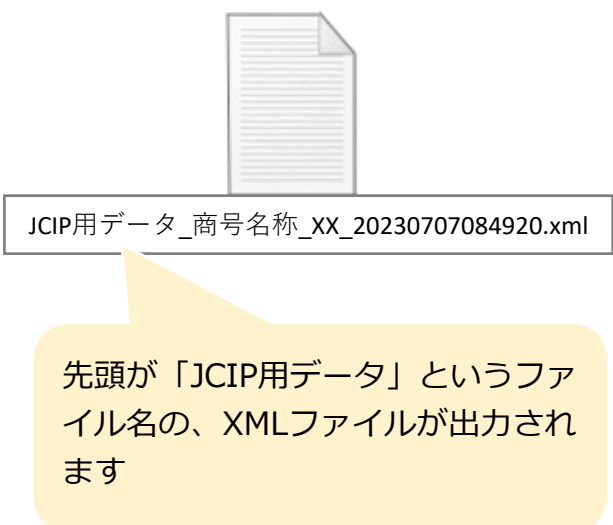 JCIP用データ_商号名称_XX_20230707084920.xml
先頭が「JCIP用データ」というファ
イル名の、XMLファイルが出力され
ます